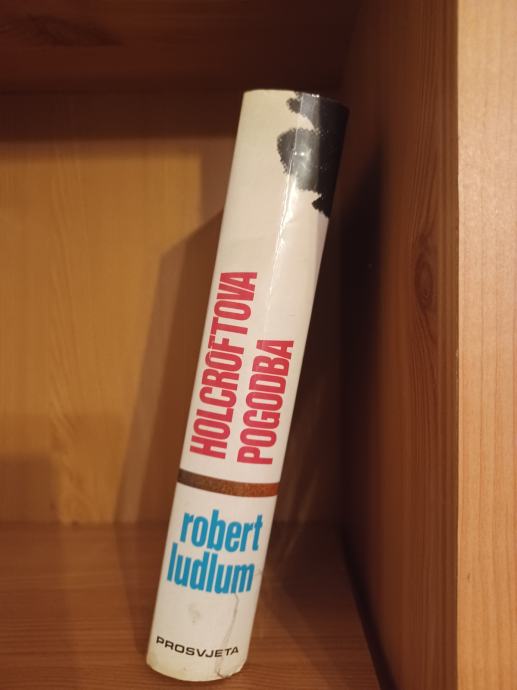 HOLCROFTOVA
POGODBA
robert
ludlum
PROSVJETA